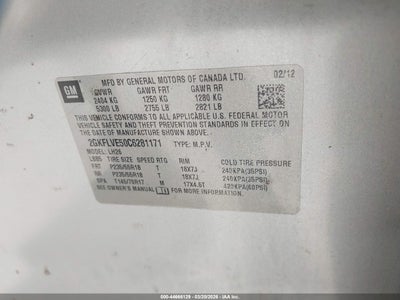 GM
MFD BY GENERAL MOTORS OF CANADA LTD.
02/12
GVWR GAWR FRT GAWR RR
2404 KG 1250 KG 1280 KG
5300 LB 2755 LB 2821 LB
THIS VEHICLE CONFORMS TO ALL APPLICABLE U.S. FEDERAL MOTOR
VEHICLE SAFETY AND THEFT PREVENTION STANDARDS IN
EFFECT ON THE DATE OF MANUFACTURE SHOWN ABOVE.
2GKFLVE50C6281171 TYPE: M.P.V.
MODEL: LH26
TIRE SIZE SPEED RTG RIM COLD TIRE PRESSURE
FRT P235/55R18 T 18X7J 240KPA(35PSI)
RR P235/55R18 T 18X7J 240KPA(35PSI)
SPA T145/70R17 M 17X4.5T 420KPA(60PSI)
SEE OWNER'S MANUAL FOR ADDITIONAL INFORMATION.